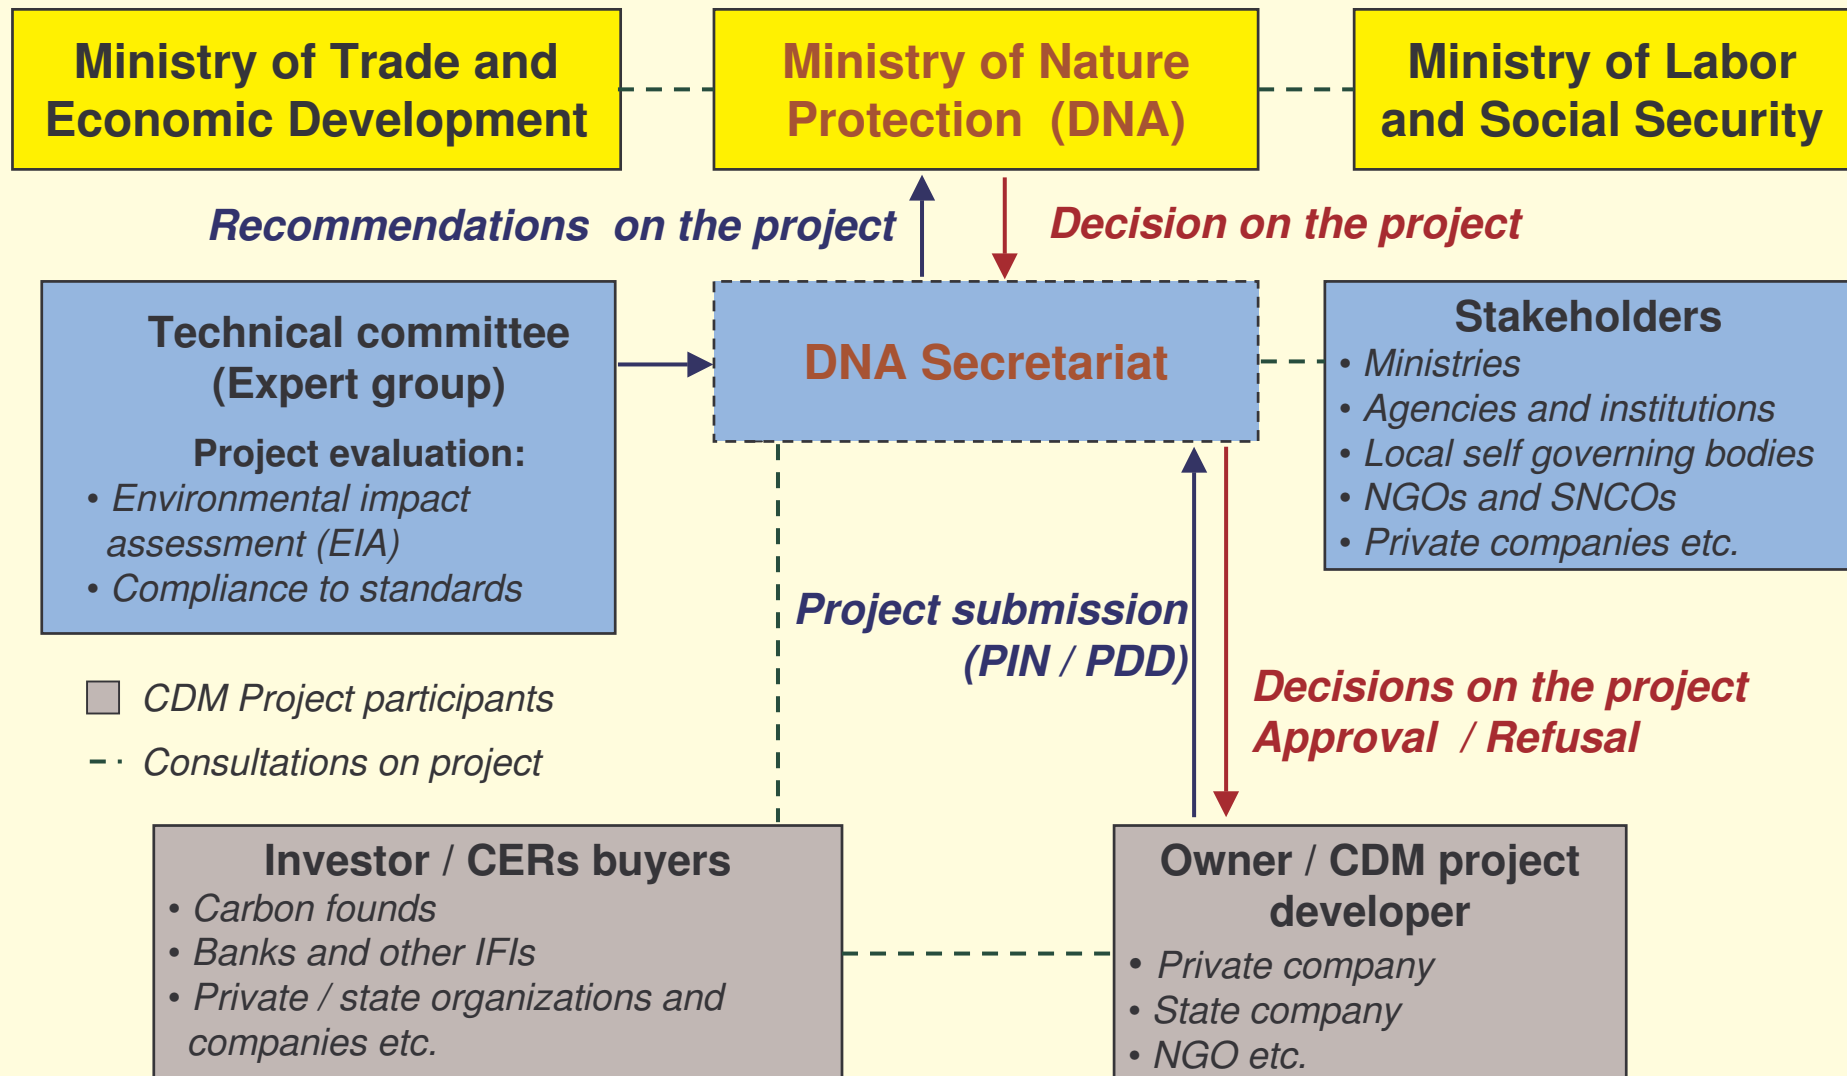 Ministry of Trade and
Economic Development
Ministry of Nature
Protection (DNA)
Ministry of Labor
and Social Security
Recommendations on the project
Decision on the project
Technical committee
(Expert group)
Project evaluation:
• Environmental impact
assessment (EIA)
• Compliance to standards
DNA Secretariat
Stakeholders
• Ministries
• Agencies and institutions
• Local self governing bodies
• NGOs and SNCOs
• Private companies etc.
Project submission
(PIN / PDD)
Decisions on the project
Approval / Refusal
CDM Project participants
Consultations on project
Investor / CERs buyers
• Carbon founds
• Banks and other IFIs
• Private / state organizations and
companies etc.
Owner / CDM project
developer
• Private company
• State company
• NGO etc.